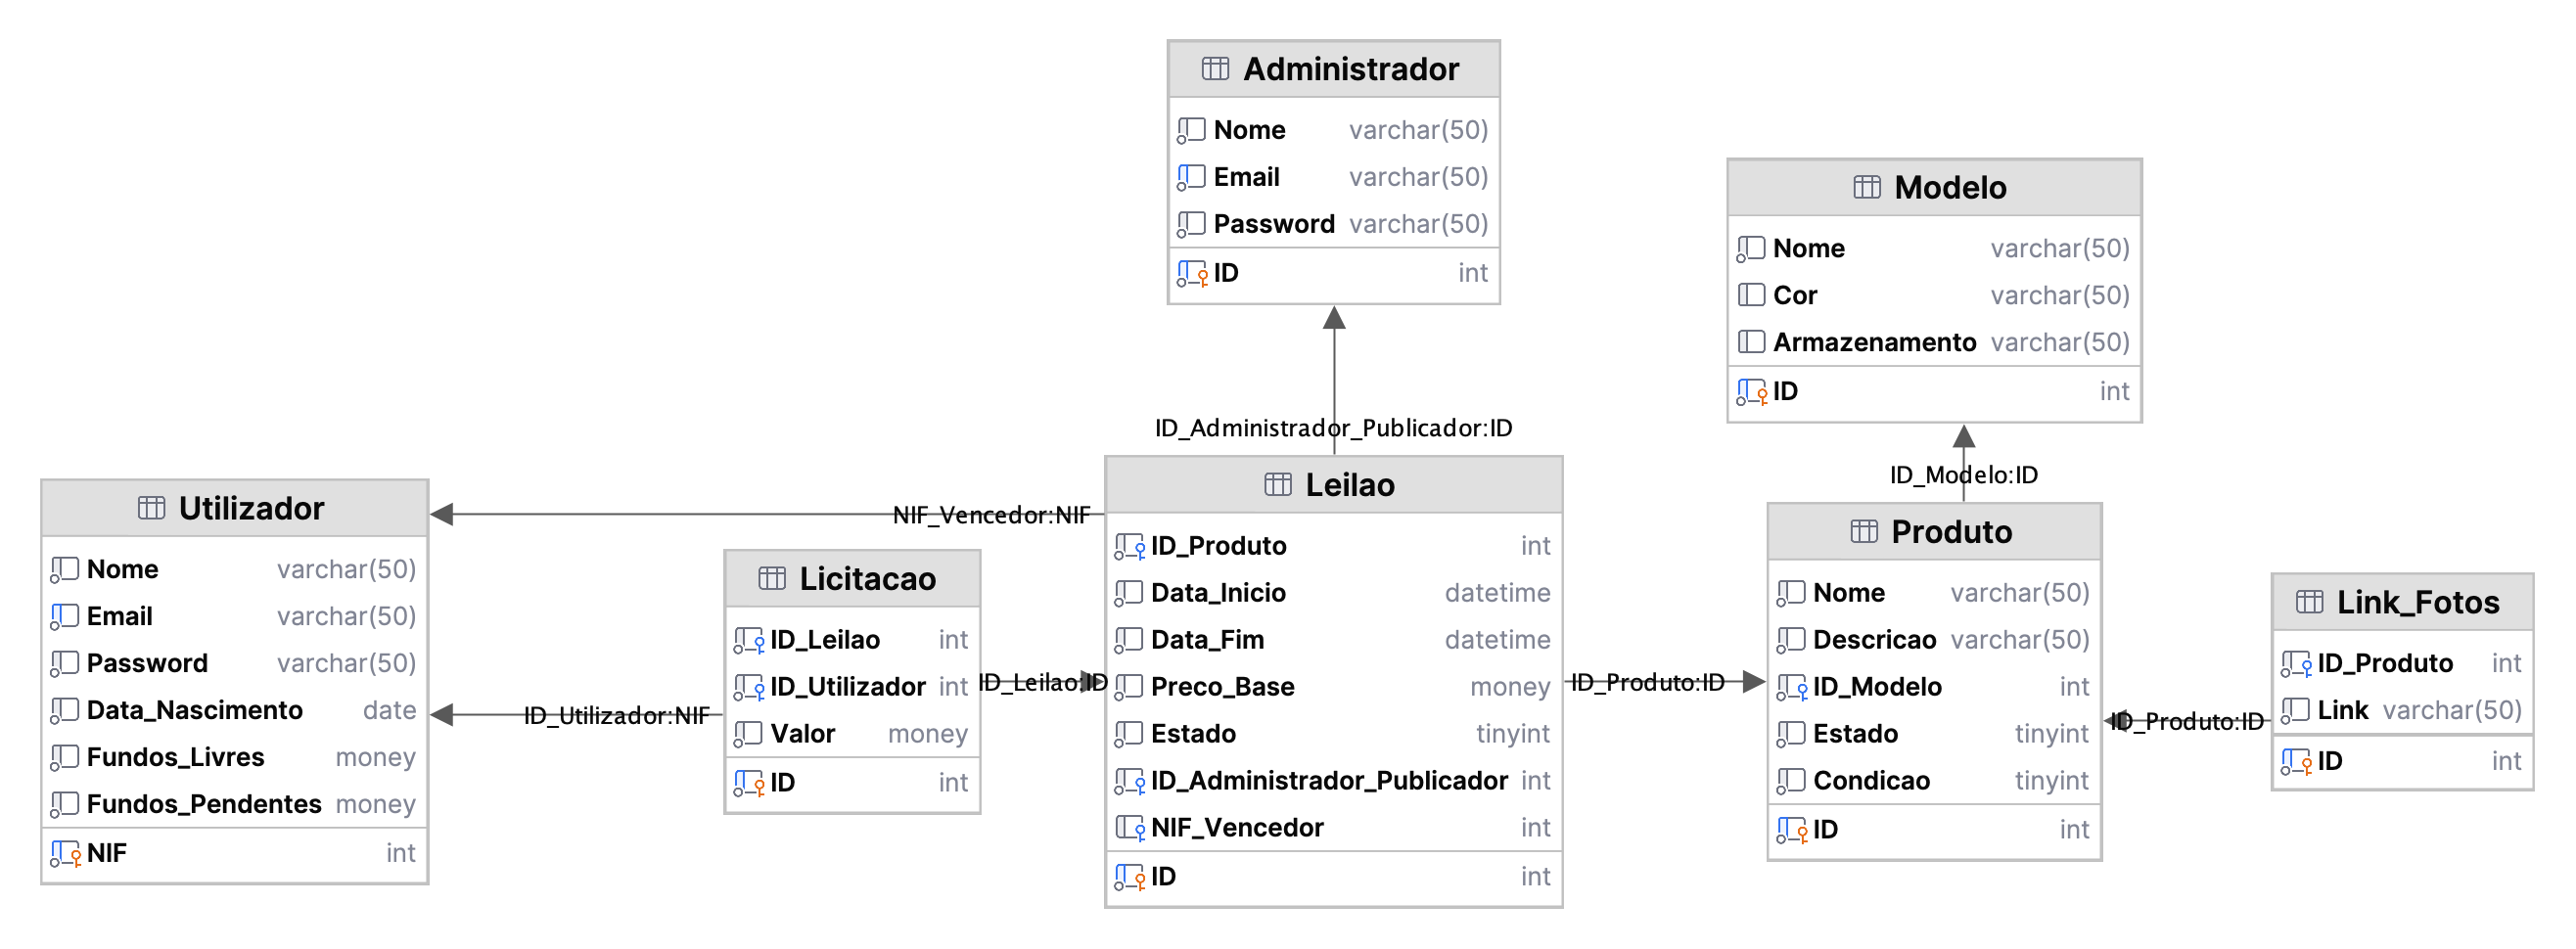 Administrador
Nome varchar(50)
Email varchar(50)
Password varchar(50)
ID int
Modelo
Nome varchar(50)
Cor varchar(50)
Armazenamento varchar(50)
ID int
ID_Administrador_Publicador:ID
ID_Modelo:ID
Utilizador
Nome varchar(50)
Email varchar(50)
Password varchar(50)
Data_Nascimento date
Fundos_Livres money
Fundos_Pendentes money
NIF int
NIF_Vencedor:NIF
ID_Utilizador:NIF
Licitacao
ID_Leilao int
ID_Utilizador int
Valor money
ID int
ID_Leilao:ID
Leilao
ID_Produto int
Data_Inicio datetime
Data_Fim datetime
Preco_Base money
Estado tinyint
ID_Administrador_Publicador int
NIF_Vencedor int
ID int
ID_Produto:ID
Produto
Nome varchar(50)
Descricao varchar(50)
ID_Modelo int
Estado tinyint
Condicao tinyint
ID int
ID_Produto:ID
Link_Fotos
ID_Produto int
Link varchar(50)
ID int